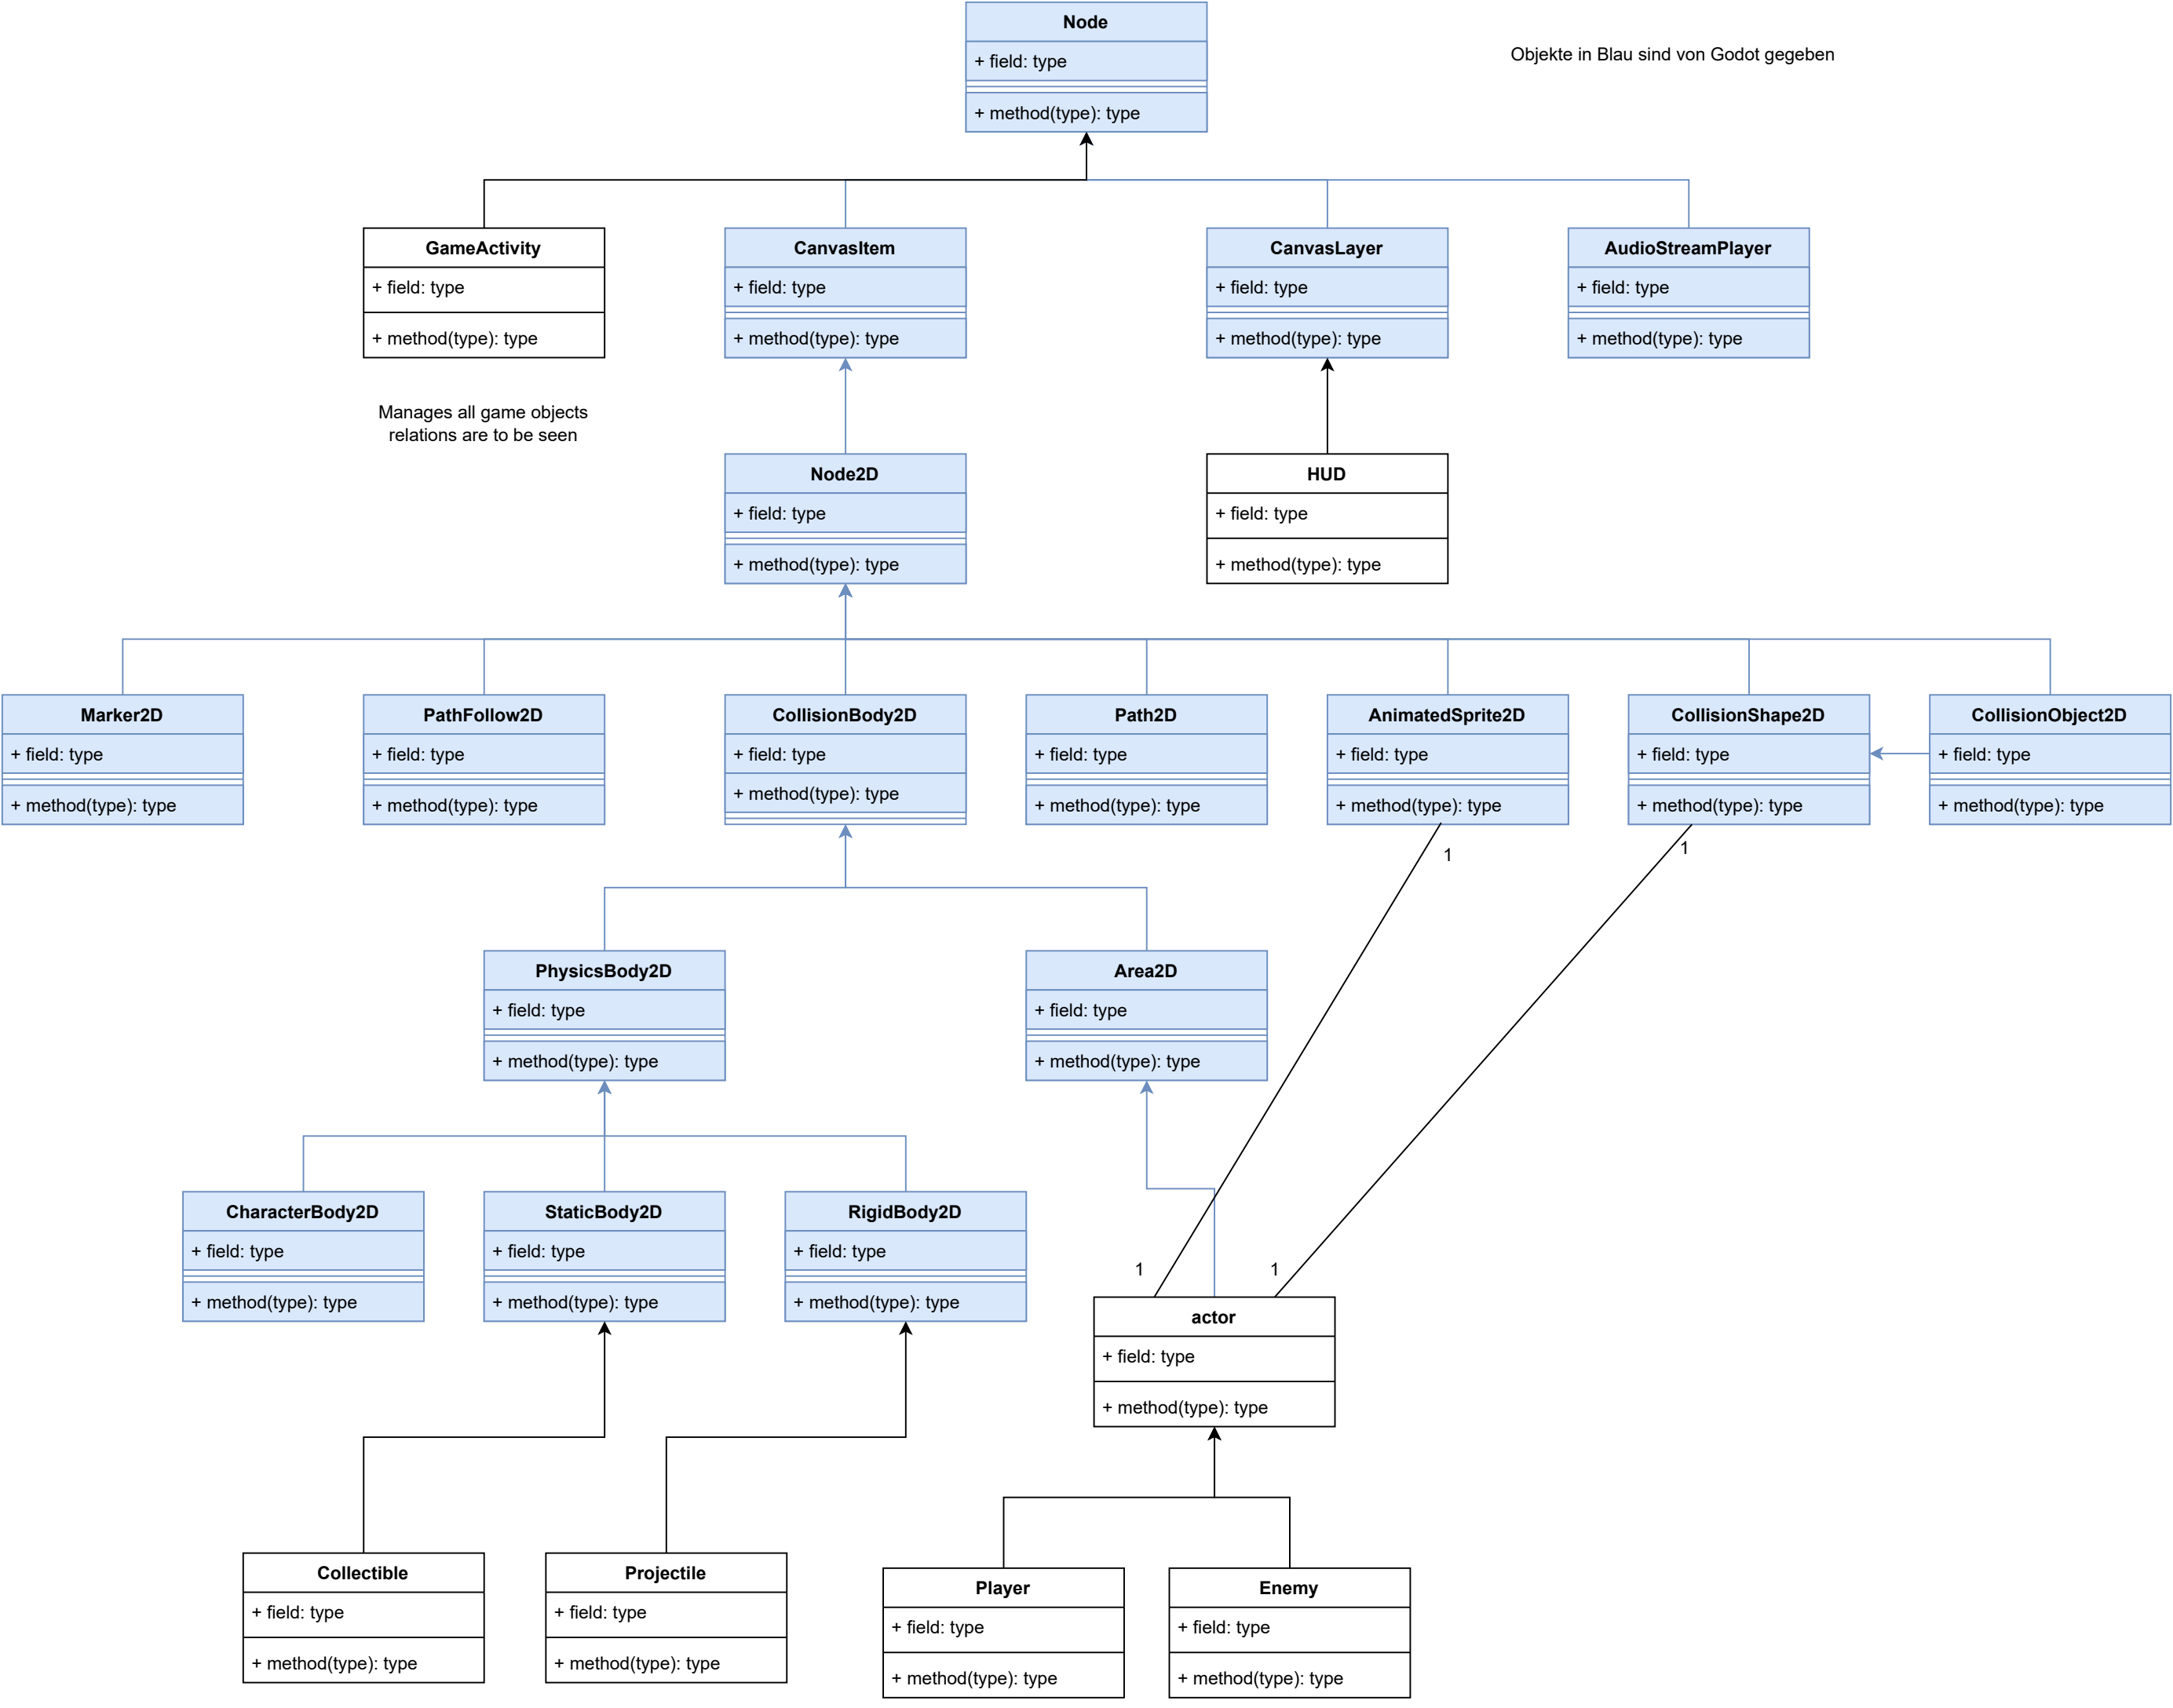 Node
+ field: type
+ method(type): type
Objekte in Blau sind von Godot gegeben
GameActivity
+ field: type
+ method(type): type
CanvasItem
+ field: type
+ method(type): type
CanvasLayer
+ field: type
+ method(type): type
AudioStreamPlayer
+ field: type
+ method(type): type
Manages all game objects
relations are to be seen
Node2D
+ field: type
+ method(type): type
HUD
+ field: type
+ method(type): type
Marker2D
+ field: type
+ method(type): type
PathFollow2D
+ field: type
+ method(type): type
CollisionBody2D
+ field: type
+ method(type): type
Path2D
+ field: type
+ method(type): type
AnimatedSprite2D
+ field: type
+ method(type): type
CollisionShape2D
+ field: type
+ method(type): type
CollisionObject2D
+ field: type
+ method(type): type
1
1
PhysicsBody2D
+ field: type
+ method(type): type
Area2D
+ field: type
+ method(type): type
CharacterBody2D
+ field: type
+ method(type): type
StaticBody2D
+ field: type
+ method(type): type
RigidBody2D
+ field: type
+ method(type): type
1
1
actor
+ field: type
+ method(type): type
Collectible
+ field: type
+ method(type): type
Projectile
+ field: type
+ method(type): type
Player
+ field: type
+ method(type): type
Enemy
+ field: type
+ method(type): type